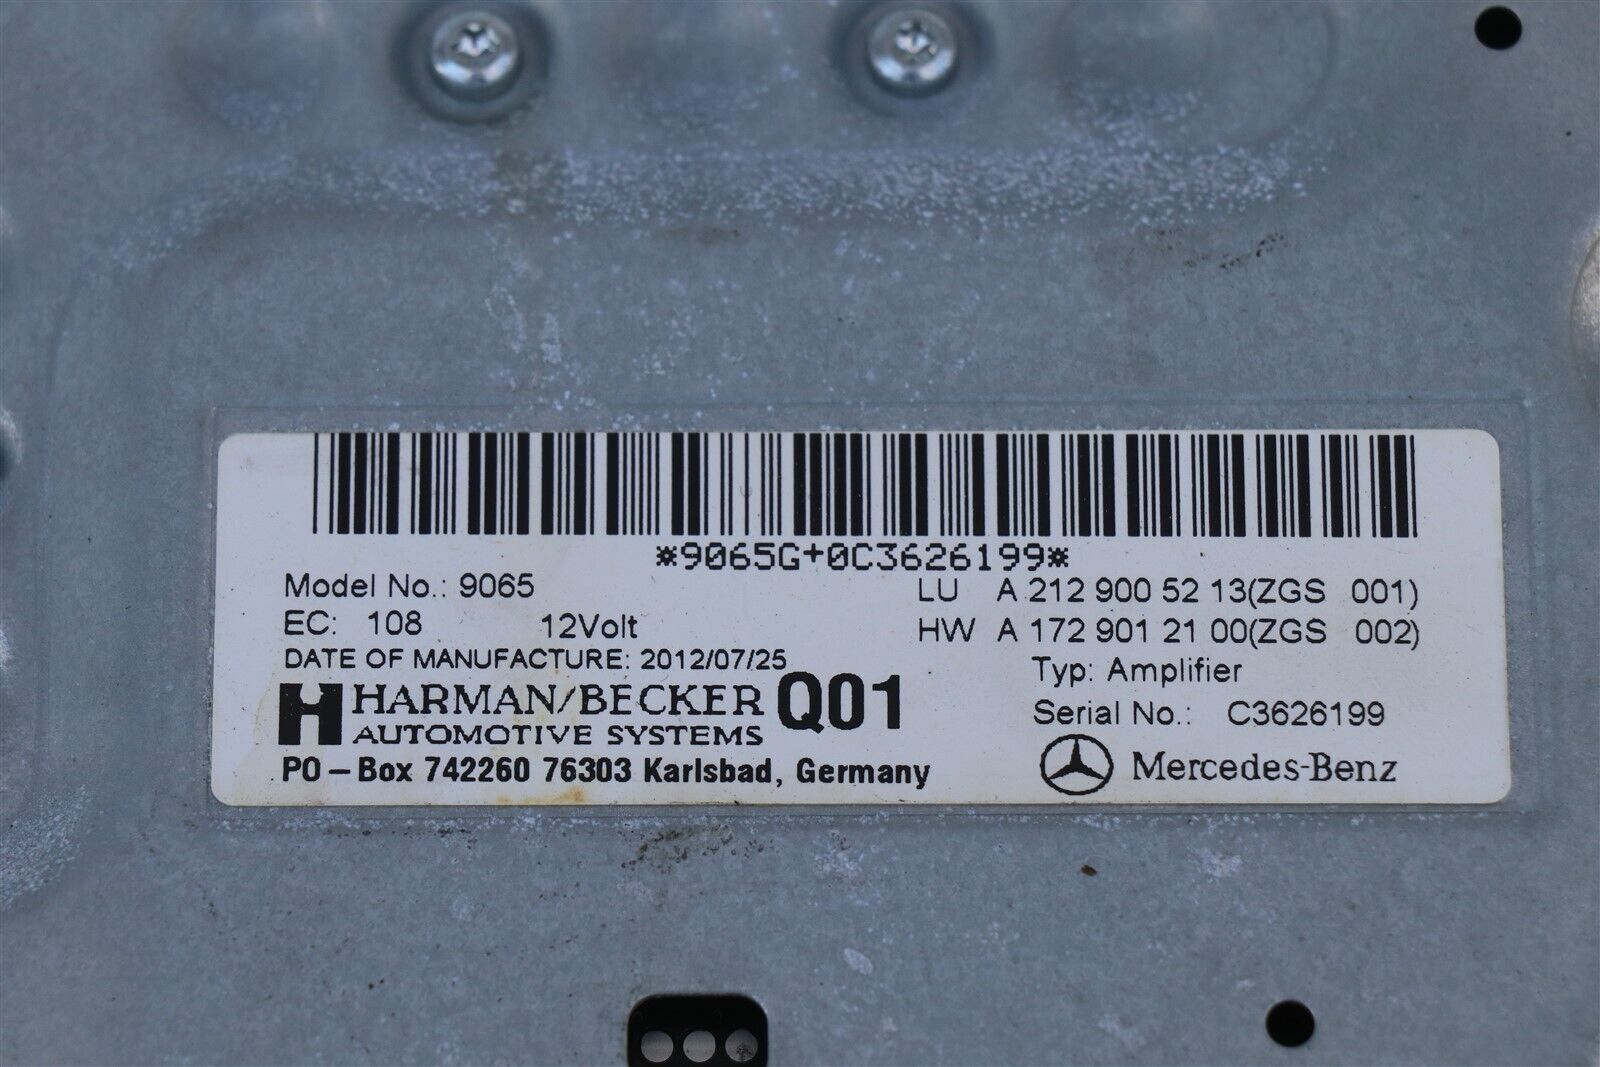 *9065G+0C3626199*
Model No.: 9065 LU A 212 900 52 13(ZGS 001)
EC: 108 12Volt HW A 172 901 21 00(ZGS 002)
DATE OF MANUFACTURE: 2012/07/25 Typ: Amplifier
HARMAN/BECKER Q01 Serial No.: C3626199
AUTOMOTIVE SYSTEMS
PO-Box 742260 76303 Karlsbad, Germany Mercedes-Benz